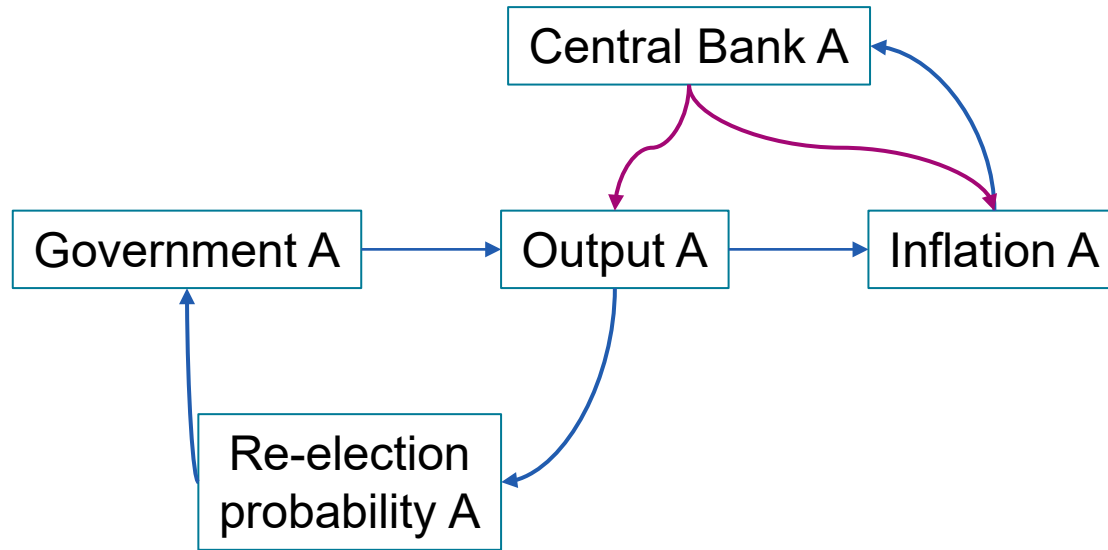 Central Bank A
Government A
Output A
Inflation A
Re-election
probability A